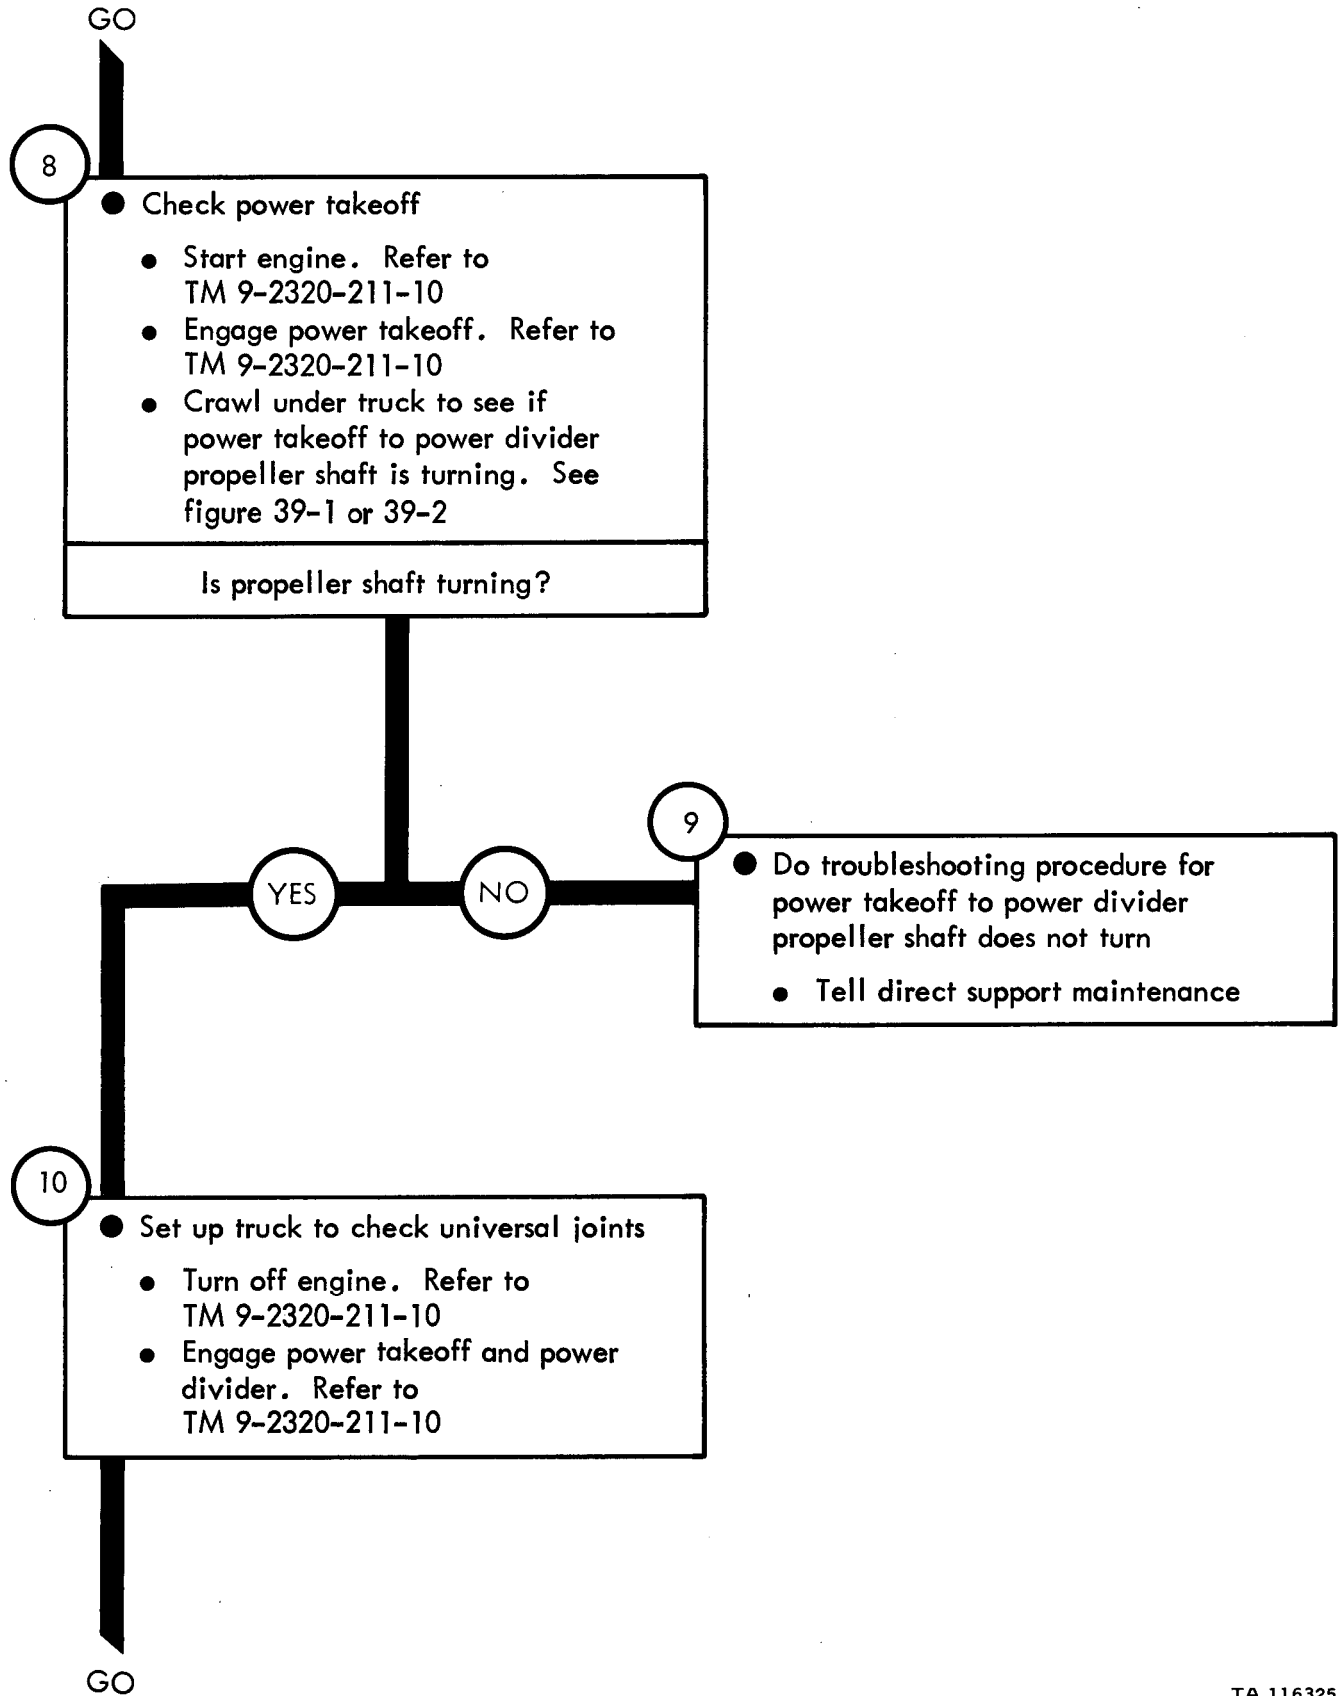 GO
8
● Check power takeoff
● Start engine. Refer to
TM 9-2320-211-10
● Engage power takeoff. Refer to
TM 9-2320-211-10
● Crawl under truck to see if
power takeoff to power divider
propeller shaft is turning. See
figure 39-1 or 39-2
Is propeller shaft turning?
YES
NO
9
● Do troubleshooting procedure for
power takeoff to power divider
propeller shaft does not turn
● Tell direct support maintenance
10
● Set up truck to check universal joints
● Turn off engine. Refer to
TM 9-2320-211-10
● Engage power takeoff and power
divider. Refer to
TM 9-2320-211-10
GO
TA 116325